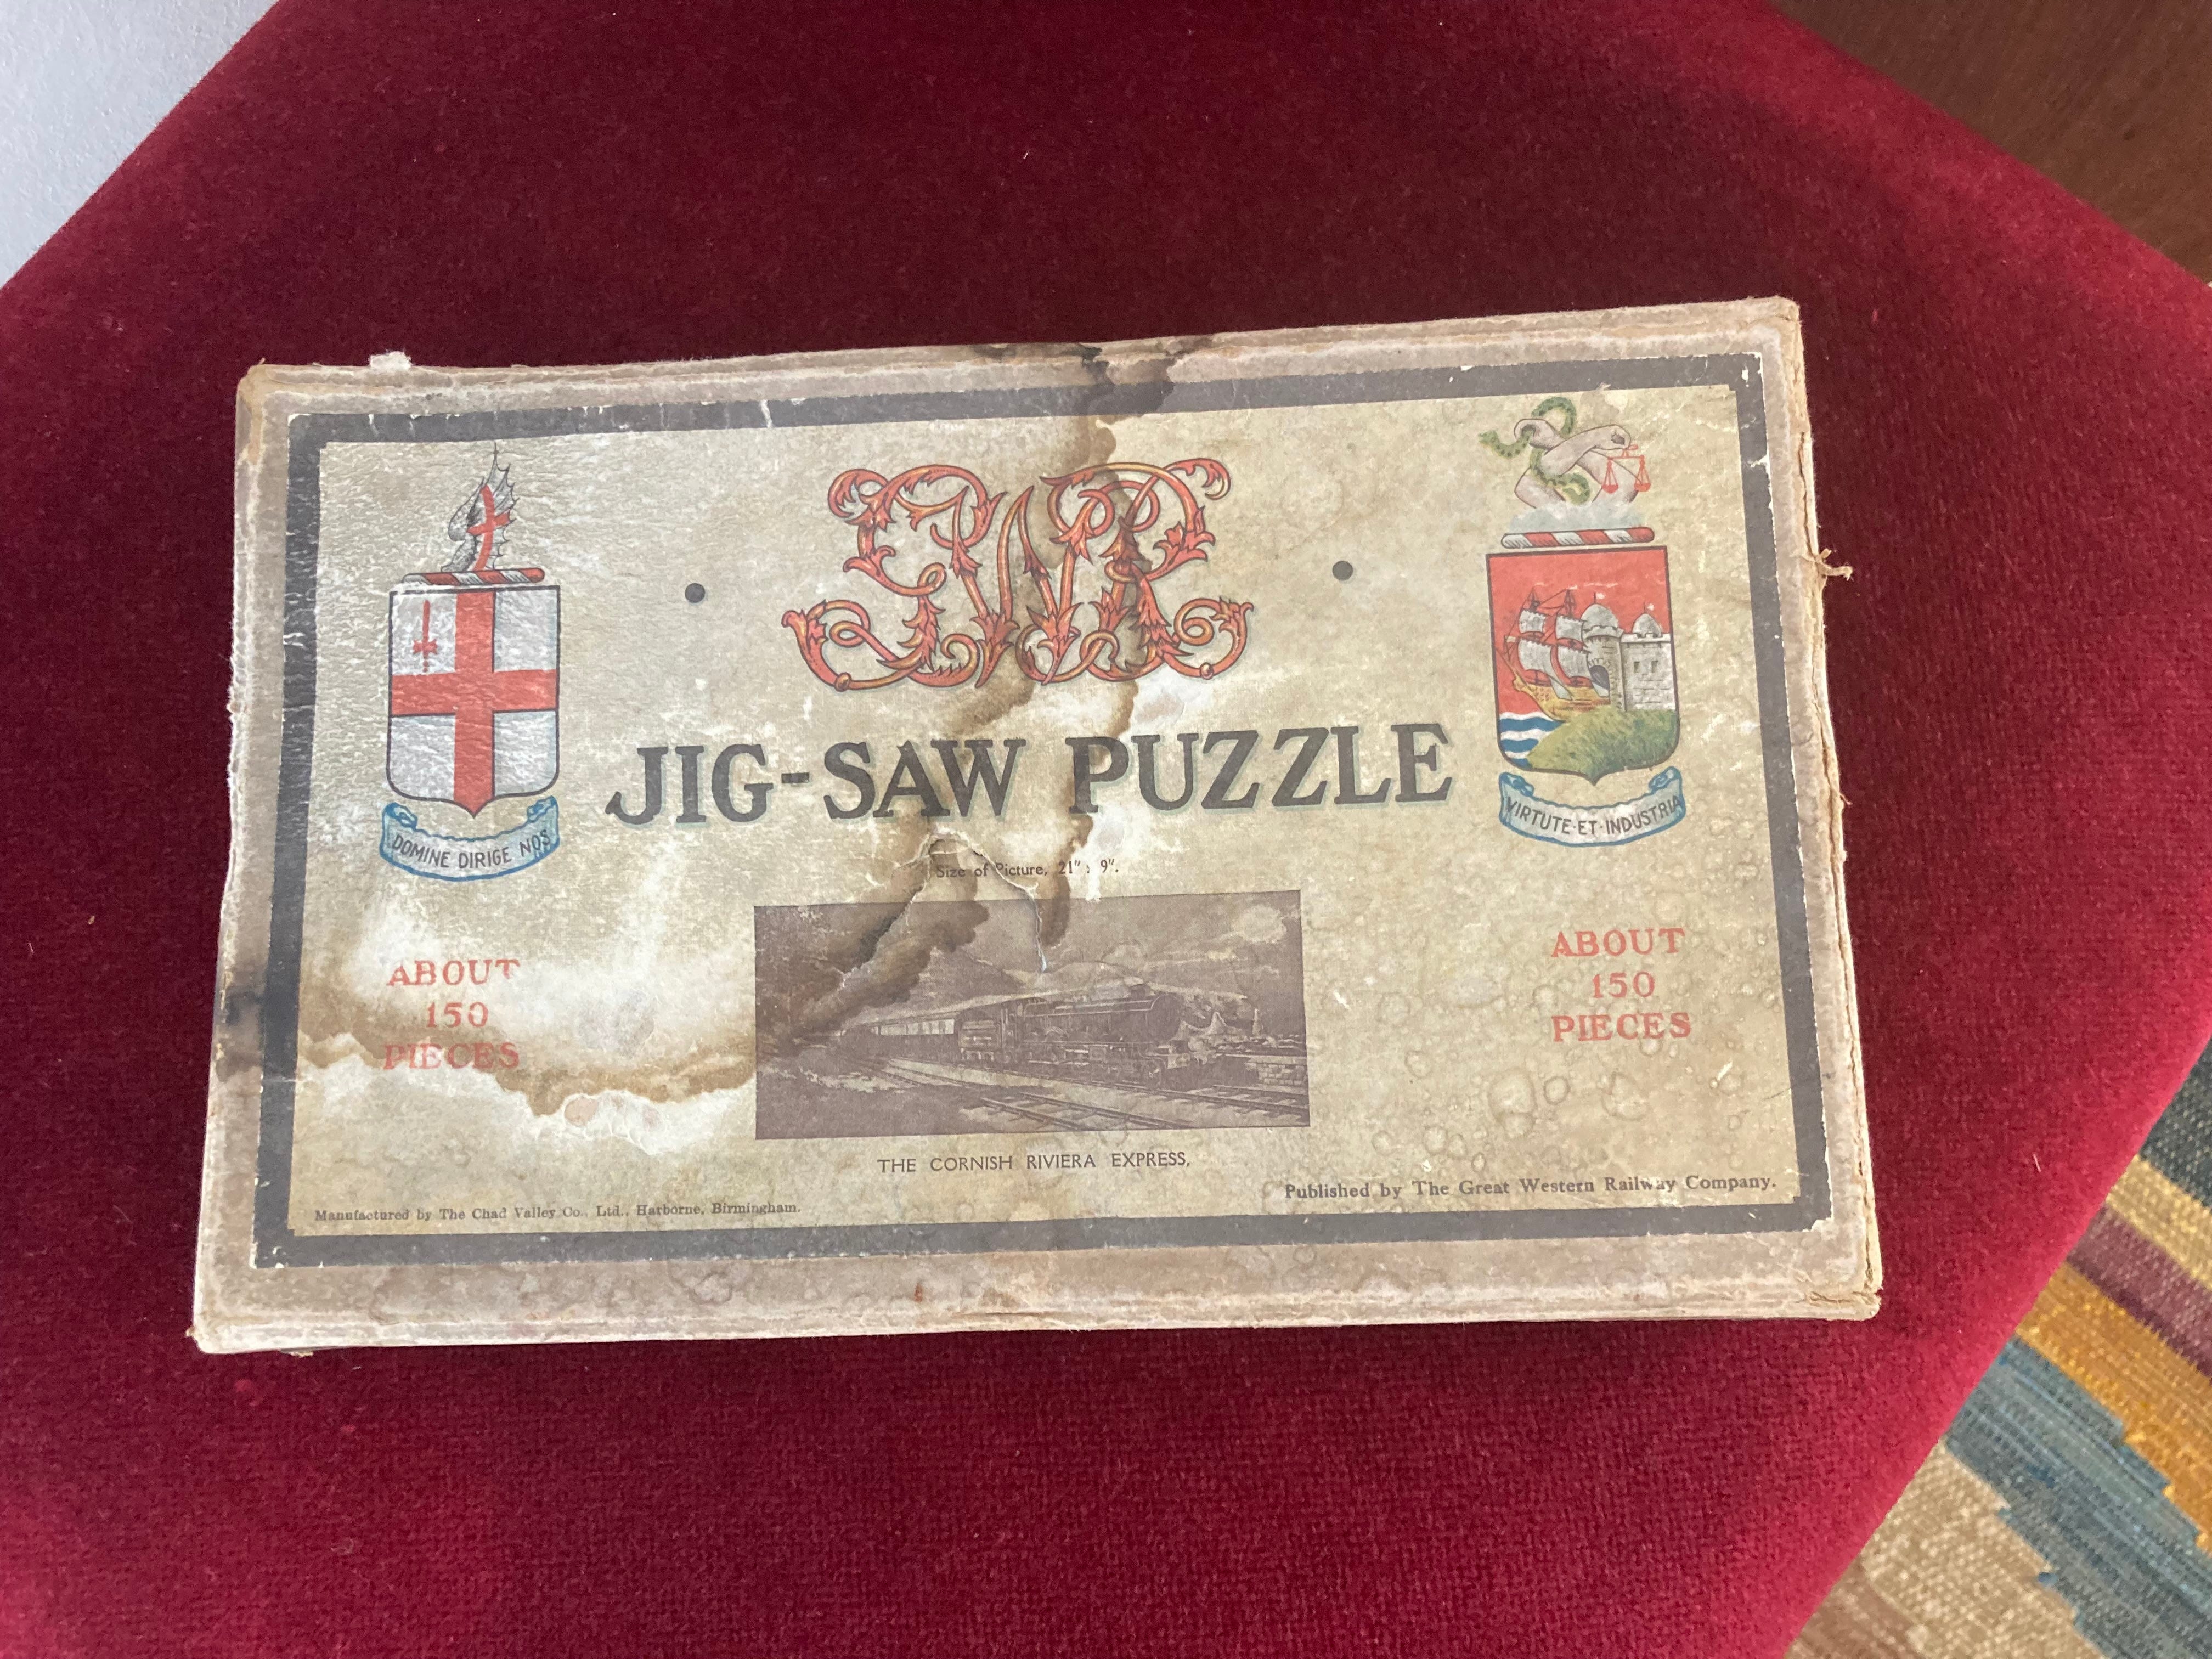 GWR
JIG-SAW PUZZLE
DOMINE DIRIGE NOS
VIRTUTE·ET·INDUSTRIA
Size of Picture, 21" × 9".
ABOUT
150
PIECES
ABOUT
150
PIECES
THE CORNISH RIVIERA EXPRESS.
Manufactured by The Chad Valley Co., Ltd., Harborne, Birmingham.
Published by The Great Western Railway Company.